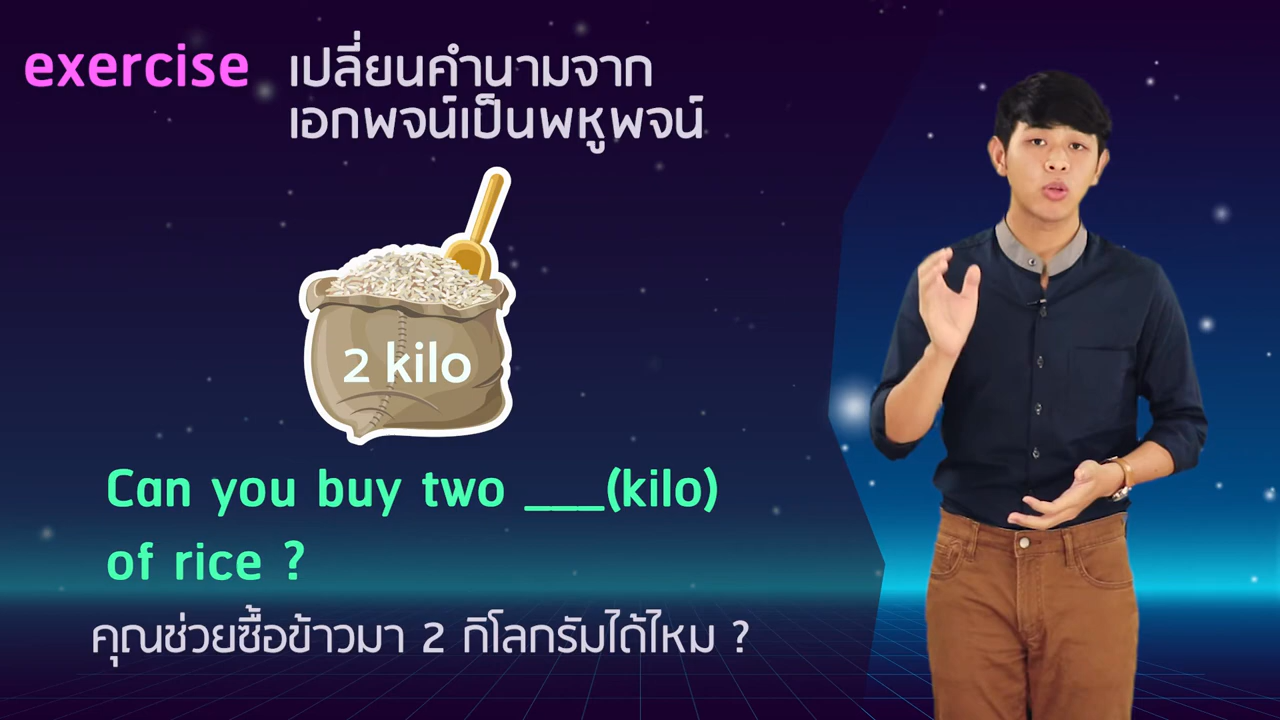 exercise
เปลี่ยนคำนามจาก
เอกพจน์เป็นพหูพจน์
2 kilo
Can you buy two ___(kilo)
of rice ?
คุณช่วยซื้อข้าวมา 2 กิโลกรัมได้ไหม ?